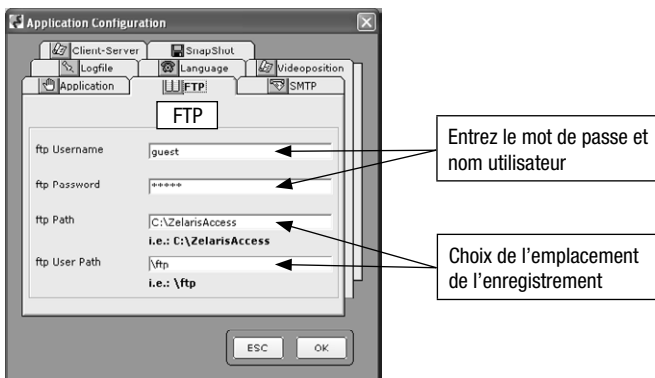 Application Configuration
Client-Server SnapShot
Logfile Language Videoposition
Application FTP SMTP
FTP
ftp Username guest
Entrez le mot de passe et
nom utilisateur
ftp Password *****
ftp Path C:\ZelarisAccess
i.e.: C:\ZelarisAccess
Choix de l’emplacement
de l’enregistrement
ftp User Path \ftp
i.e.: \ftp
ESC OK